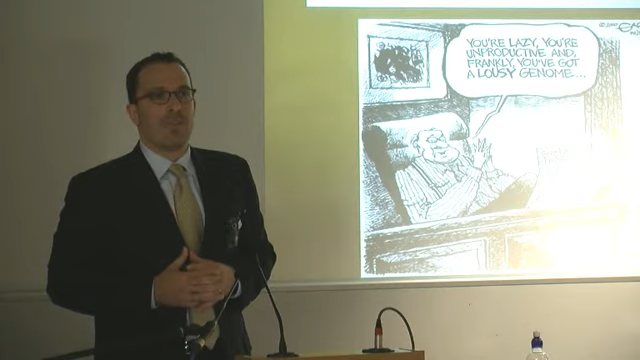 YOU'RE LAZY, YOU'RE
UNPRODUCTIVE AND,
FRANKLY, YOU'VE GOT
A LOUSY GENOME...